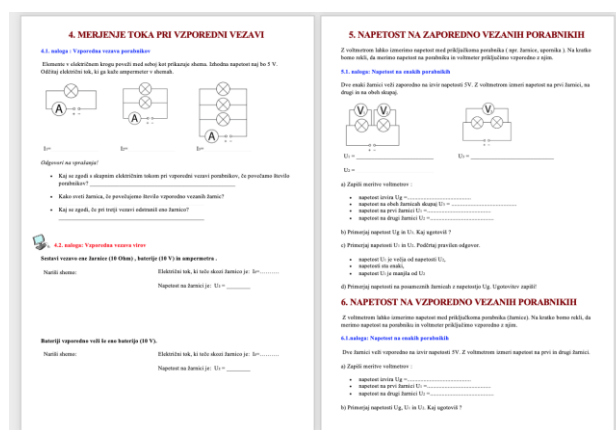 4. MERJENJE TOKA PRI VZPOREDNI VEZAVI
4.1. naloga : Vzporedna vezava porabnikov
Elemente v električnem krogu poveži med seboj kot prikazuje shema. Izhodna napetost naj bo 5 V.
Odčitaj električni tok, ki ga kaže ampermeter v shemah.
A
A
A
I1=
I2=
I3=
Odgovori na vprašanja!
Kaj se zgodi s skupnim električnim tokom pri vzporedni vezavi porabnikov, če povečamo število
porabnikov?
Kako sveti žarnica, če povečujemo število vzporedno vezanih žarnic?
Kaj se zgodi, če pri tretji vezavi odstraniš eno žarnico?
4.2. naloga: Vzporedna vezava virov
Sestavi vezavo ene žarnice (10 Ohm) , baterijo (10 V) in ampermetra .
Nariši shemo:
Električni tok, ki teče skozi žarnico je:
Napetost na žarnici je:
Bateriji vzporedno veži še eno baterijo (10 V).
Nariši shemo:
Električni tok, ki teče skozi žarnico je:
Napetost na žarnici je:
5. NAPETOST NA ZAPOREDNO VEZANIH PORABNIKIH
Z voltmetrom lahko izmerimo napetost med priključkoma porabnika ( npr. žarnice, upornika ). Na kratko
bomo rekli, da merimo napetost na porabniku in voltmeter priključimo vzporedno z njim.
5.1. naloga: Napetost na enakih porabnikih
Dve enaki žarnici veži zaporedno na izvir napetosti 5V. Z voltmetrom izmeri napetost na prvi žarnici, na
drugi in na obeh skupaj.
V V
V
U1 =
U3 =
U2 =
a) Zapiši meritve voltmetrov :
napetost izvira Ug =
napetost na obeh žarnicah skupaj U3 =
napetost na prvi žarnici U1 =
napetost na drugi žarnici U2 =
b) Primerjaj napetost Ug in U3. Kaj ugotoviš ?
c) Primerjaj napetosti U1 in U2. Podčrtaj pravilen odgovor.
napetost U1 je večja od napetosti U2,
napetosti sta enaki,
napetost U1 je manjša od U2
d) Primerjaj napetosti na posameznih žarnicah z napetostjo Ug. Ugotovitev zapiši!
6. NAPETOST NA VZPOREDNO VEZANIH PORABNIKIH
Z voltmetrom lahko izmerimo napetost med priključkoma porabnika (žarnice). Na kratko bomo rekli, da
merimo napetost na porabniku in voltmeter priključimo vzporedno z njim.
6.1.naloga: Napetost na enakih porabnikih
Dve žarnici veži vzporedno na izvir napetosti 5V. Z voltmetrom izmeri napetost na prvi in drugi žarnici.
a) Zapiši meritve voltmetrov :
napetost izvira Ug =
napetost na prvi žarnici U1 =
napetost na drugi žarnici U2 =
b) Primerjaj napetosti Ug, U1 in U2. Kaj ugotoviš ?